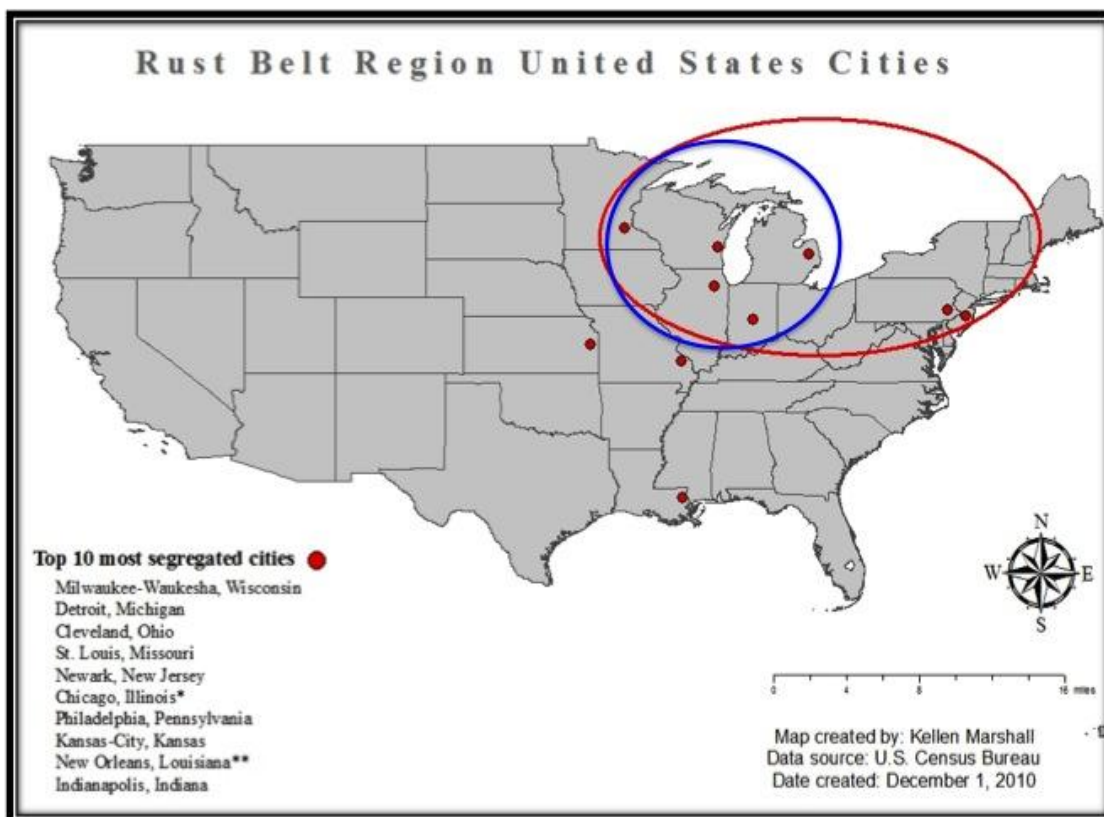 Rust Belt Region United States Cities
Top 10 most segregated cities
Milwaukee-Waukesha, Wisconsin
Detroit, Michigan
Cleveland, Ohio
St. Louis, Missouri
Newark, New Jersey
Chicago, Illinois*
Philadelphia, Pennsylvania
Kansas-City, Kansas
New Orleans, Louisiana**
Indianapolis, Indiana
N
W E
S
0 4 8 12 16 miles
Map created by: Kellen Marshall
Data source: U.S. Census Bureau
Date created: December 1, 2010